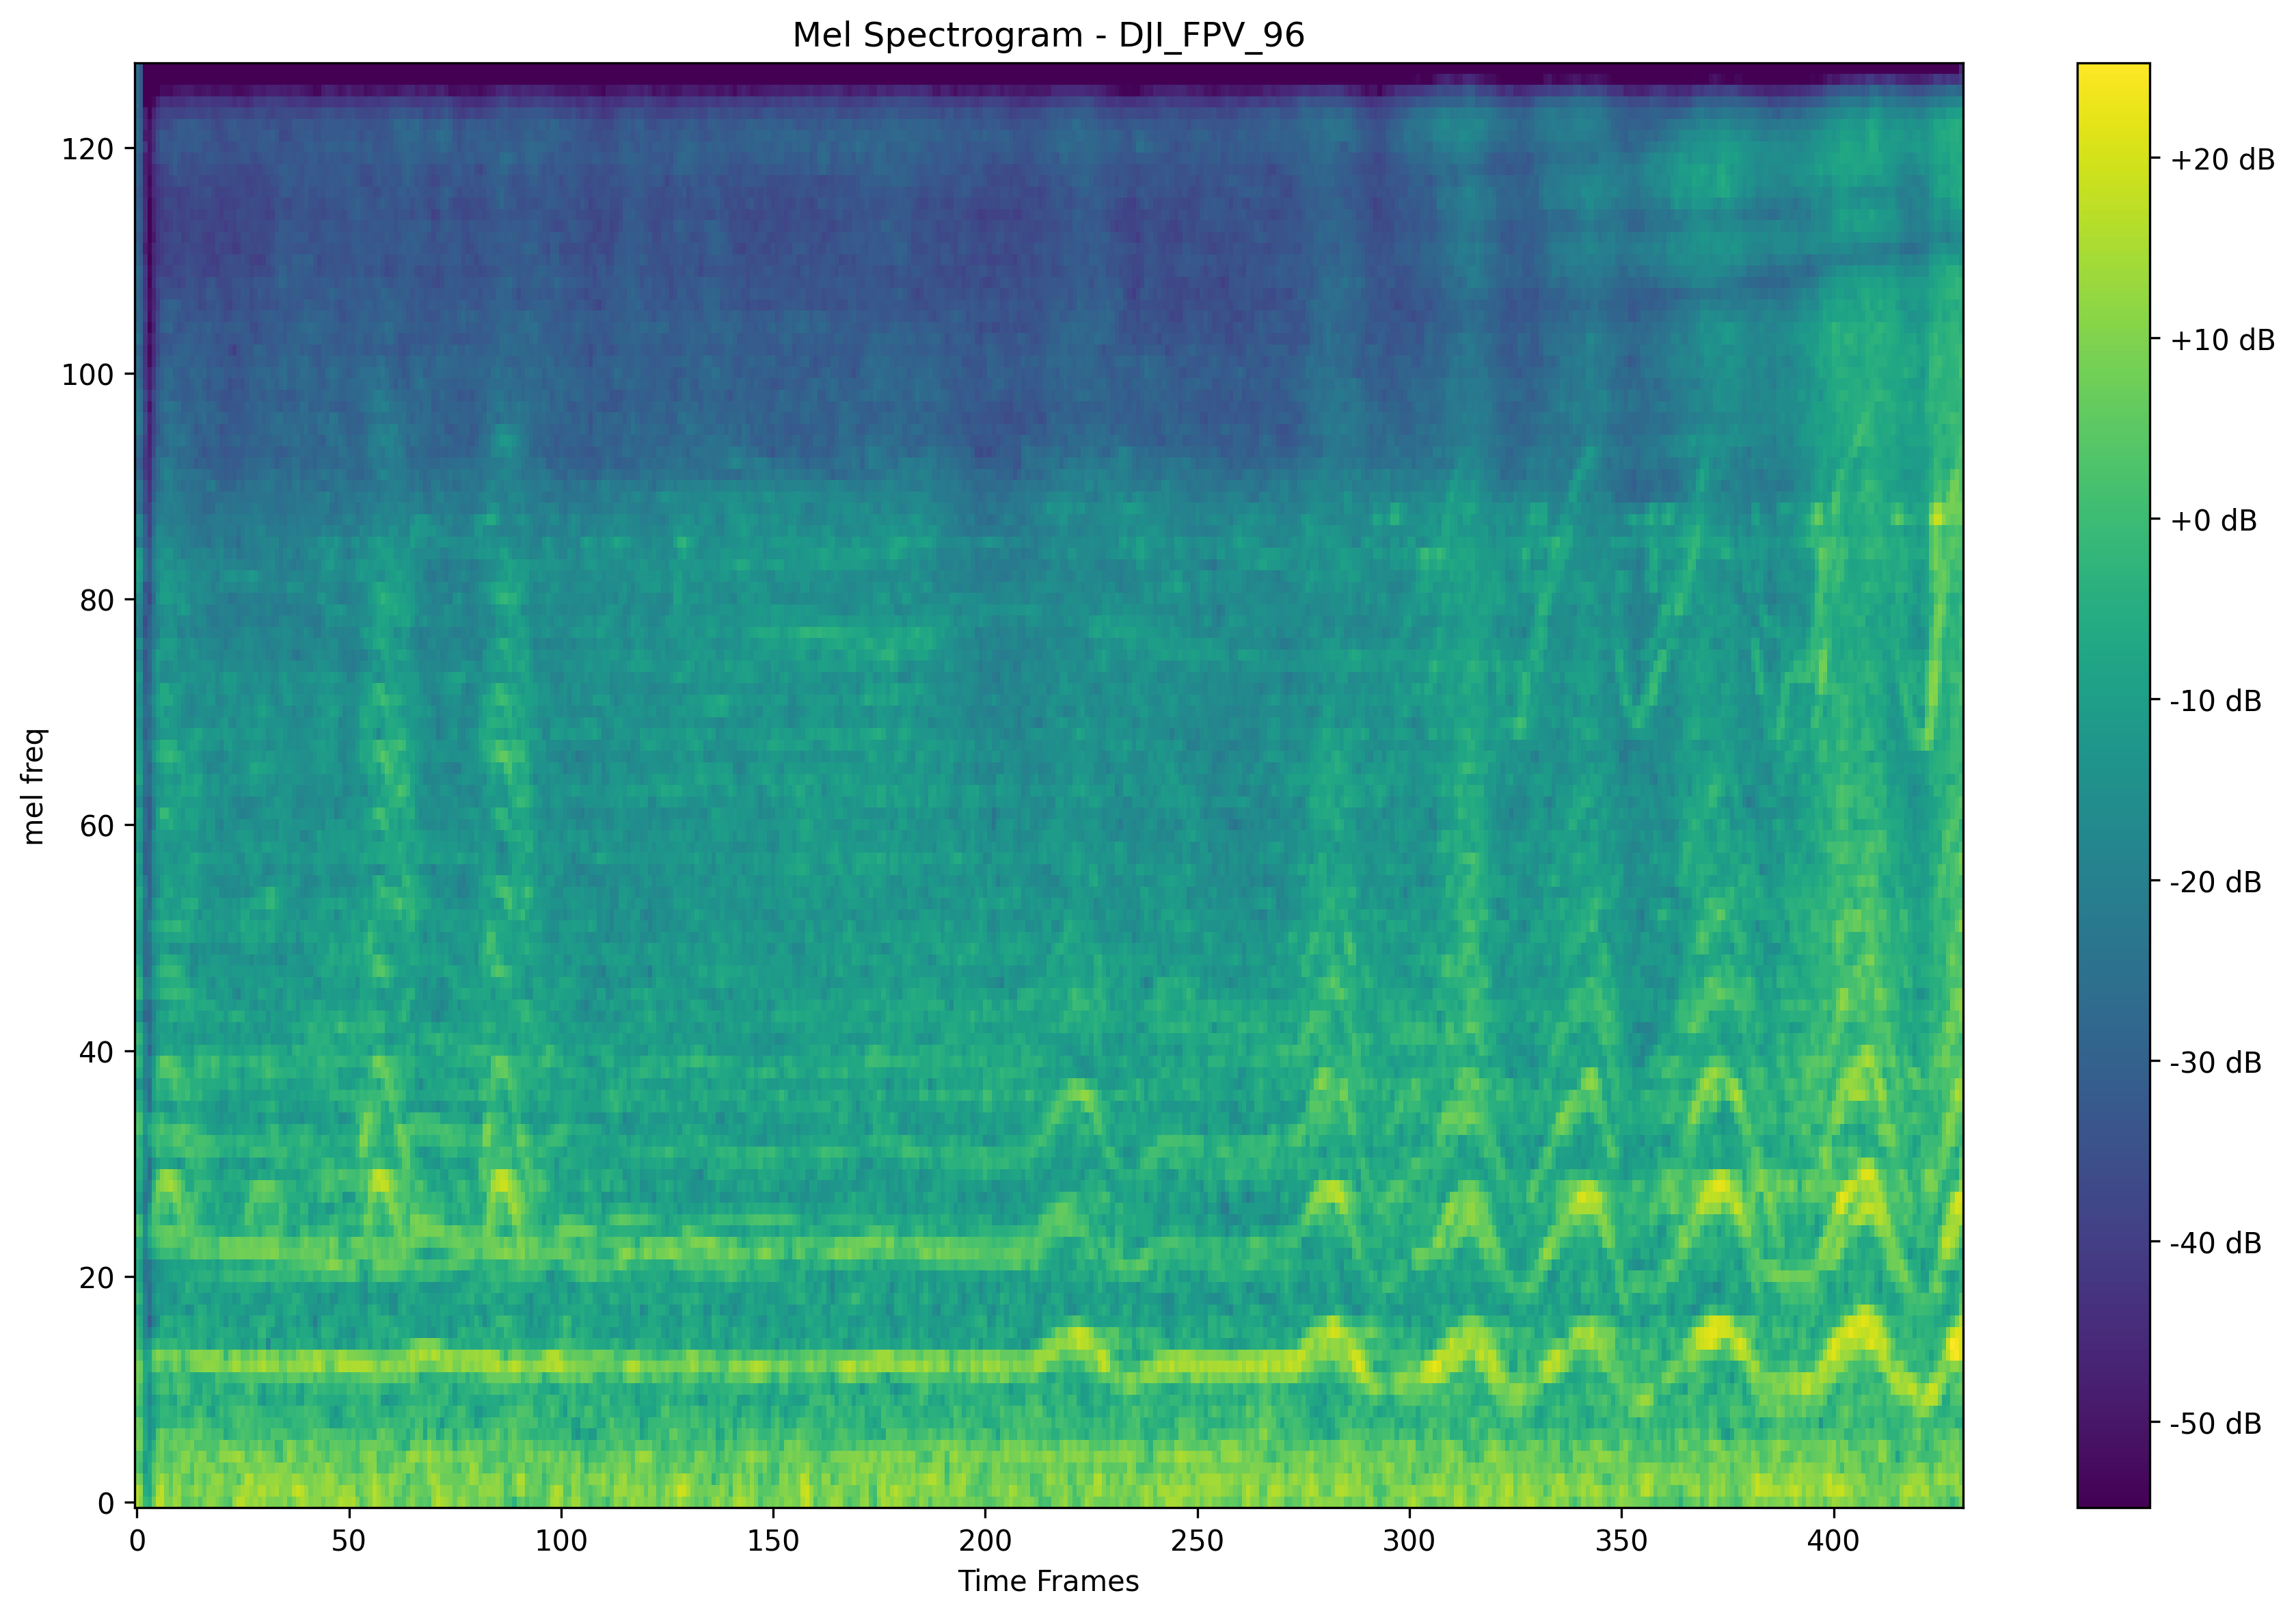 Mel Spectrogram - DJI_FPV_96
120
100
80
60
40
20
0
mel freq
0 50 100 150 200 250 300 350 400
Time Frames
+20 dB
+10 dB
+0 dB
-10 dB
-20 dB
-30 dB
-40 dB
-50 dB